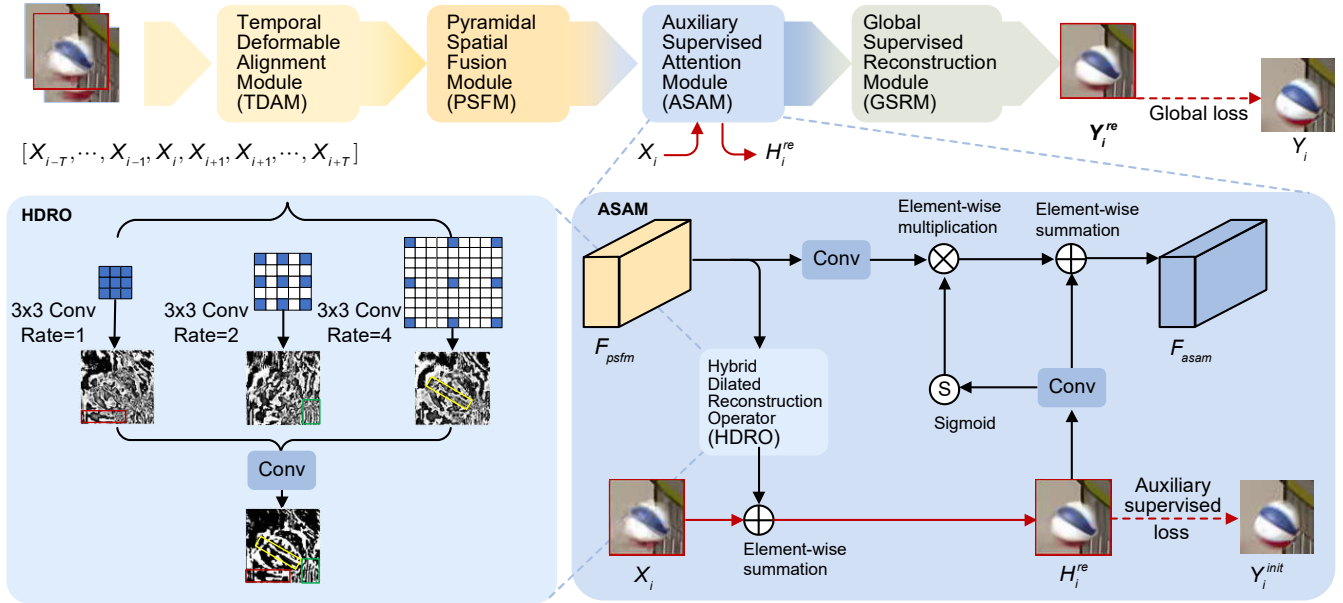 Temporal
Deformable
Alignment
Module
(TDAM)
Pyramidal
Spatial
Fusion
Module
(PSFM)
Auxiliary
Supervised
Attention
Module
(ASAM)
Global
Supervised
Reconstruction
Module
(GSRM)
Global loss
[X_{i-T}, ⋯, X_{i-1}, X_i, X_{i+1}, X_{i+1}, ⋯, X_{i+T}]
X_i
H_i^{re}
Y_i^{re}
Y_i
HDRO
3x3 Conv
Rate=1
3x3 Conv
Rate=2
3x3 Conv
Rate=4
Conv
ASAM
Element-wise
multiplication
Element-wise
summation
Conv
F_{psfm}
F_{asam}
Hybrid
Dilated
Reconstruction
Operator
(HDRO)
S
Sigmoid
Conv
Auxiliary
supervised
loss
Element-wise
summation
X_i
H_i^{re}
Y_i^{init}